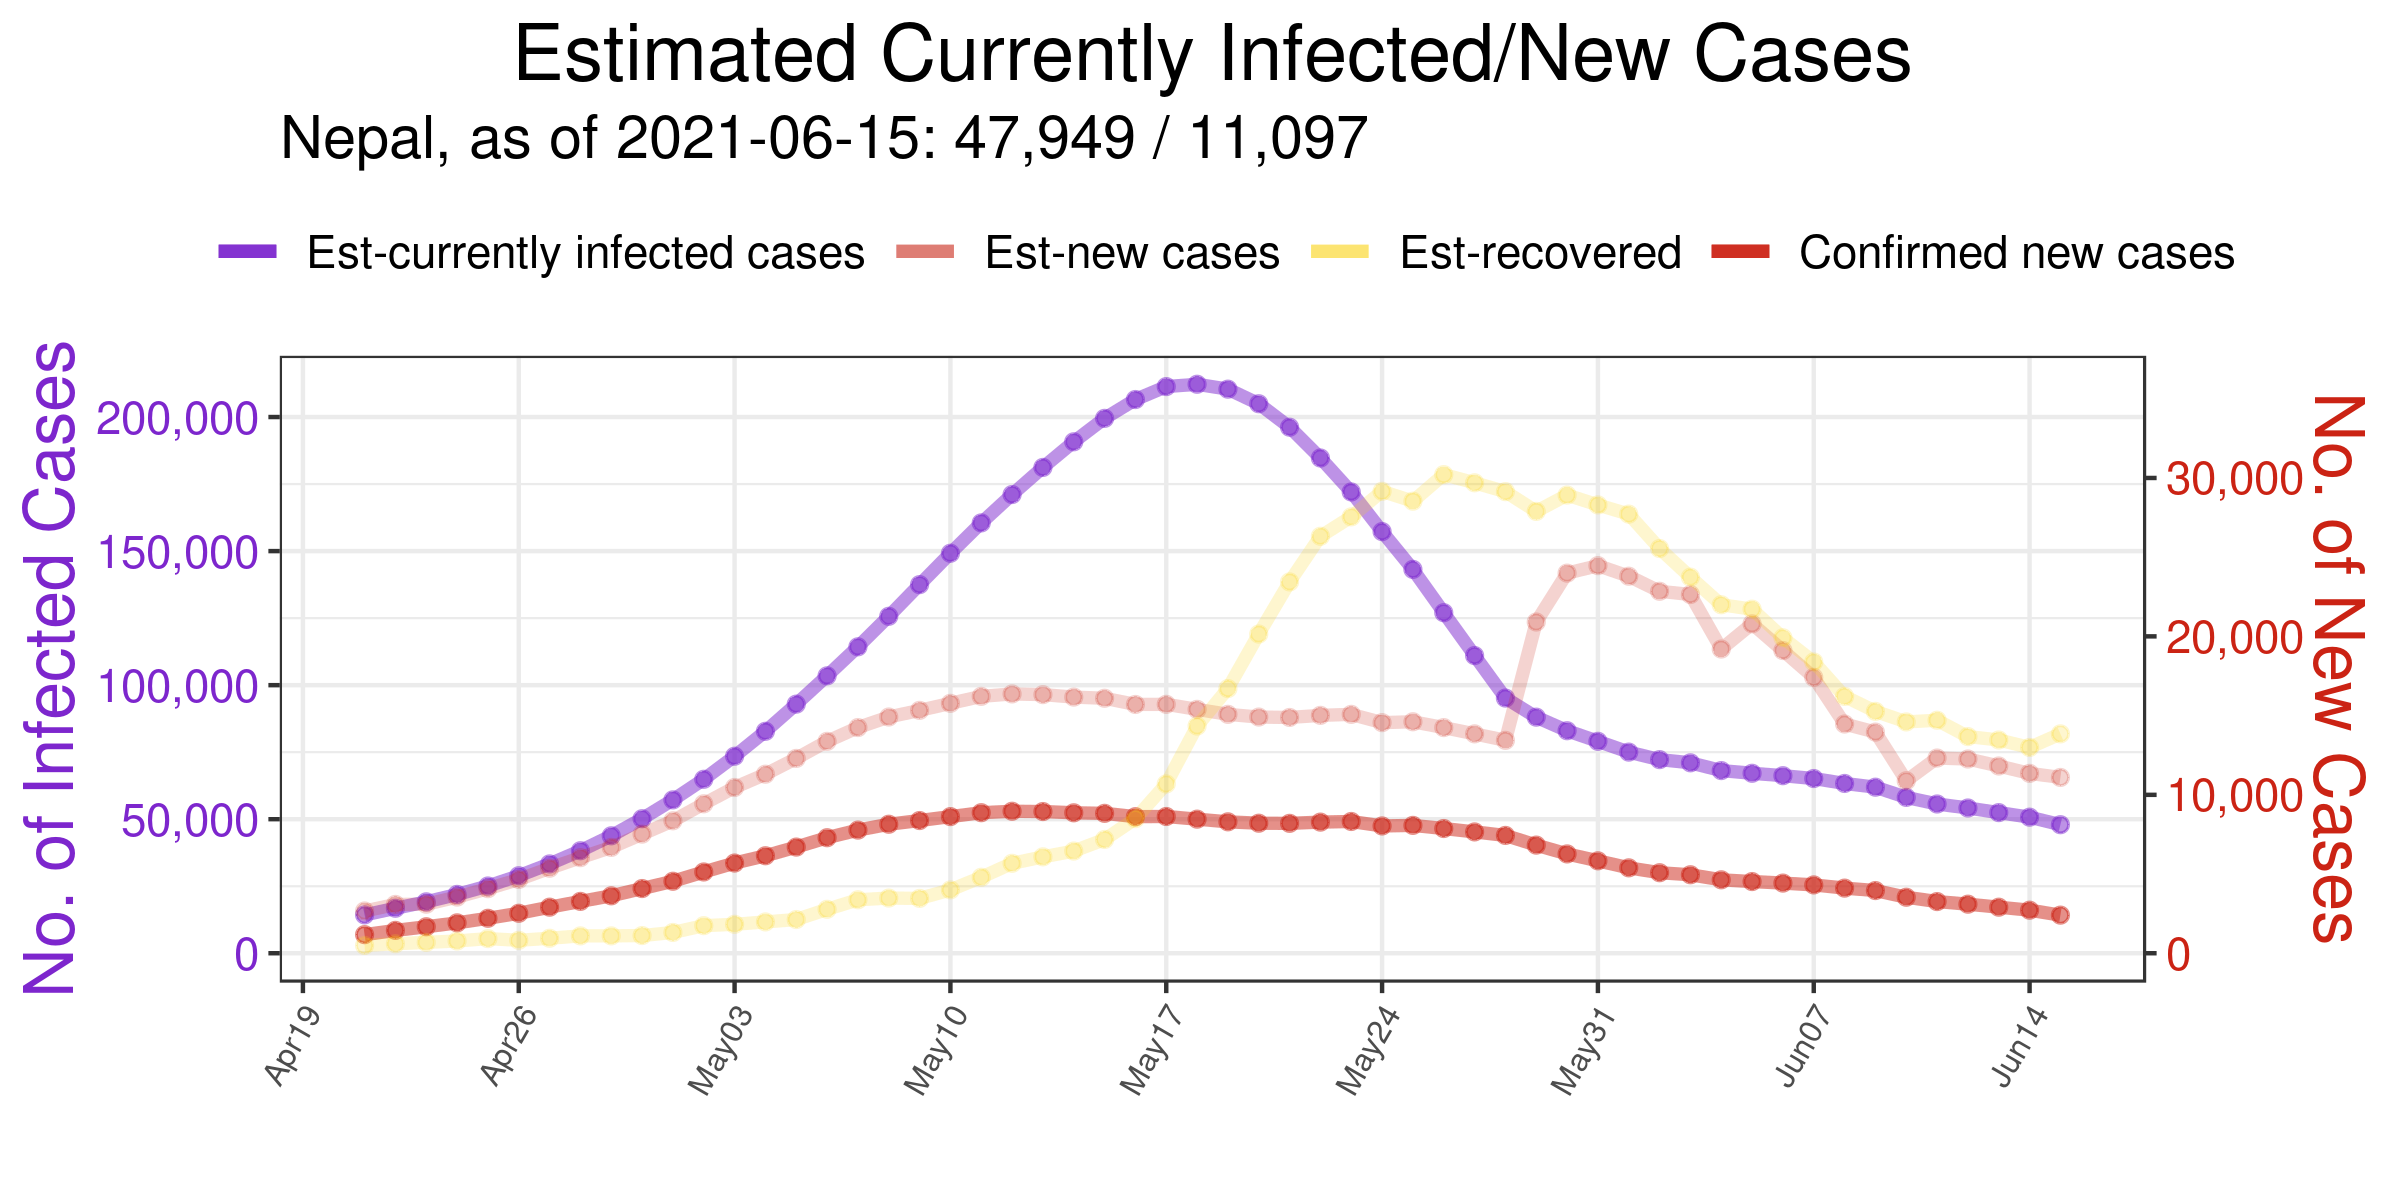 Estimated Currently Infected/New Cases
Nepal, as of 2021-06-15: 47,949 / 11,097
Est-currently infected cases Est-new cases Est-recovered Confirmed new cases
No. of Infected Cases
200,000
150,000
100,000
50,000
0
30,000
20,000
10,000
0
No. of New Cases
Apr19 Apr26 May03 May10 May17 May24 May31 Jun07 Jun14